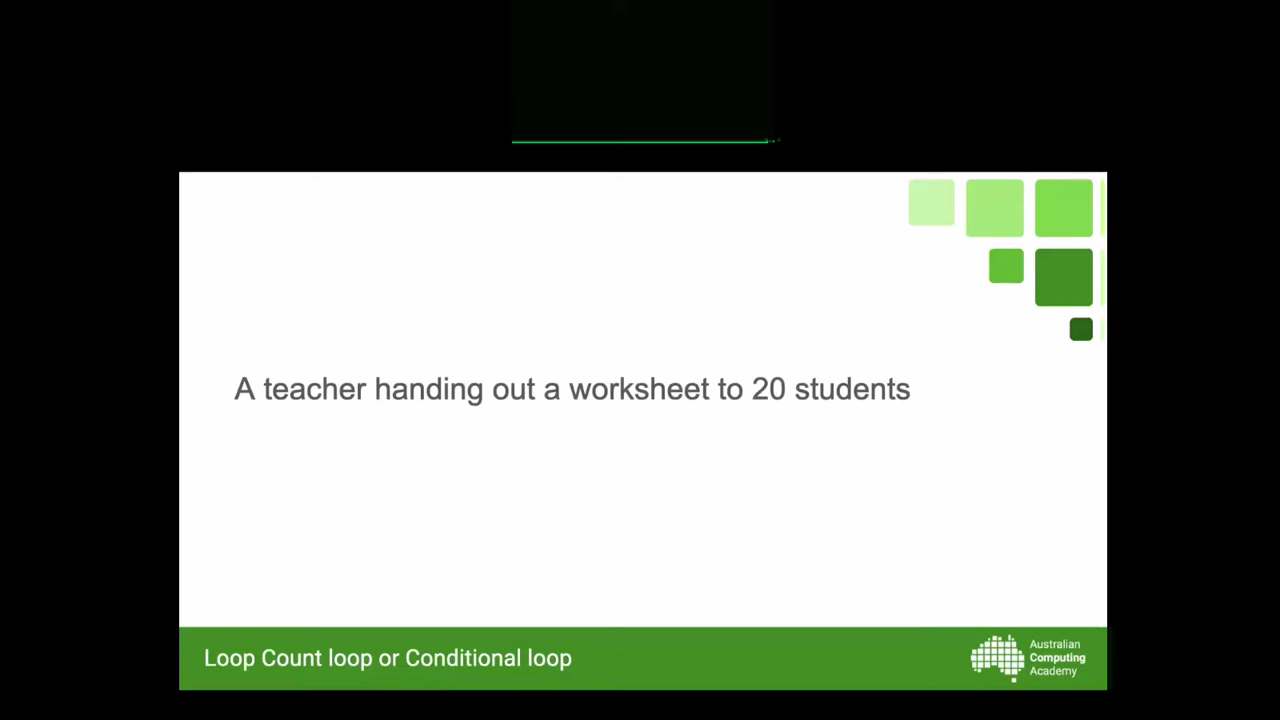 A teacher handing out a worksheet to 20 students
Loop Count loop or Conditional loop
Australian
Computing
Academy